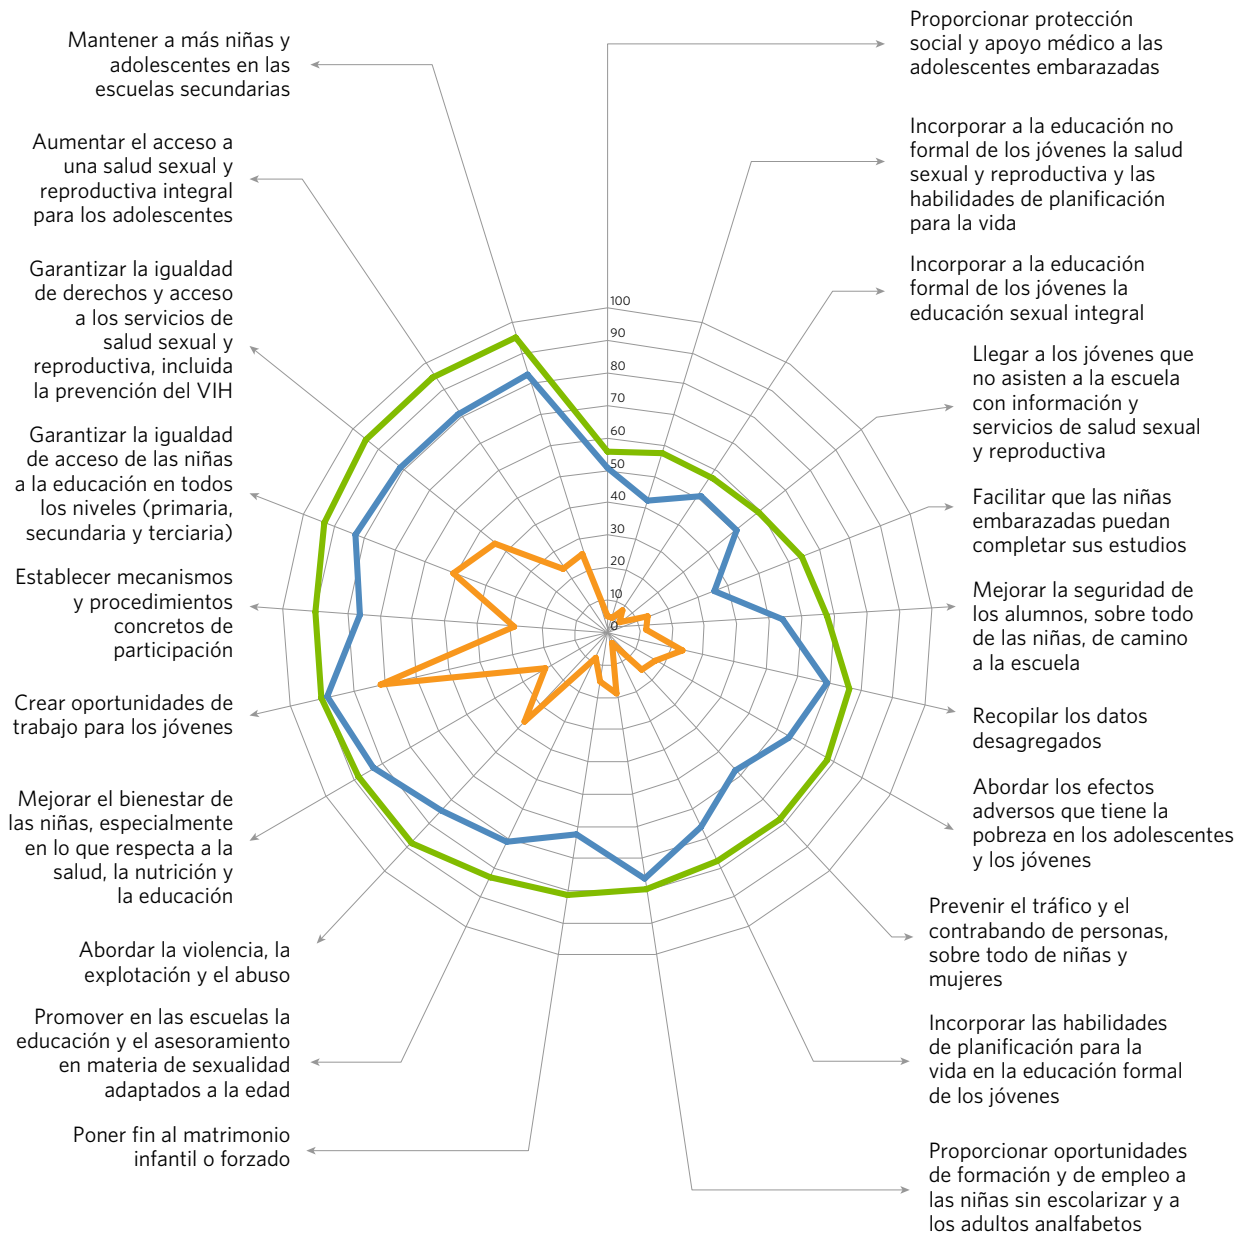 Mantener a más niñas y
adolescentes en las
escuelas secundarias
Aumentar el acceso a
una salud sexual y
reproductiva integral
para los adolescentes
Garantizar la igualdad
de derechos y acceso
a los servicios de
salud sexual y
reproductiva, incluida
la prevención del VIH
Garantizar la igualdad
de acceso de las niñas
a la educación en todos
los niveles (primaria,
secundaria y terciaria)
Establecer mecanismos
y procedimientos
concretos de
participación
Crear oportunidades de
trabajo para los jóvenes
Mejorar el bienestar de
las niñas, especialmente
en lo que respecta a la
salud, la nutrición y
la educación
Abordar la violencia, la
explotación y el abuso
Promover en las escuelas la
educación y el asesoramiento
en materia de sexualidad
adaptados a la edad
Poner fin al matrimonio
infantil o forzado
100
90
80
70
60
50
40
30
20
10
0
Proporcionar protección
social y apoyo médico a las
adolescentes embarazadas
Incorporar a la educación no
formal de los jóvenes la salud
sexual y reproductiva y las
habilidades de planificación
para la vida
Incorporar a la educación
formal de los jóvenes la
educación sexual integral
Llegar a los jóvenes que
no asisten a la escuela
con información y
servicios de salud sexual
y reproductiva
Facilitar que las niñas
embarazadas puedan
completar sus estudios
Mejorar la seguridad de
los alumnos, sobre todo
de las niñas, de camino
a la escuela
Recopilar los datos
desagregados
Abordar los efectos
adversos que tiene la
pobreza en los adolescentes
y los jóvenes
Prevenir el tráfico y el
contrabando de personas,
sobre todo de niñas y
mujeres
Incorporar las habilidades
de planificación para la
vida en la educación formal
de los jóvenes
Proporcionar oportunidades
de formación y de empleo a
las niñas sin escolarizar y a
los adultos analfabetos